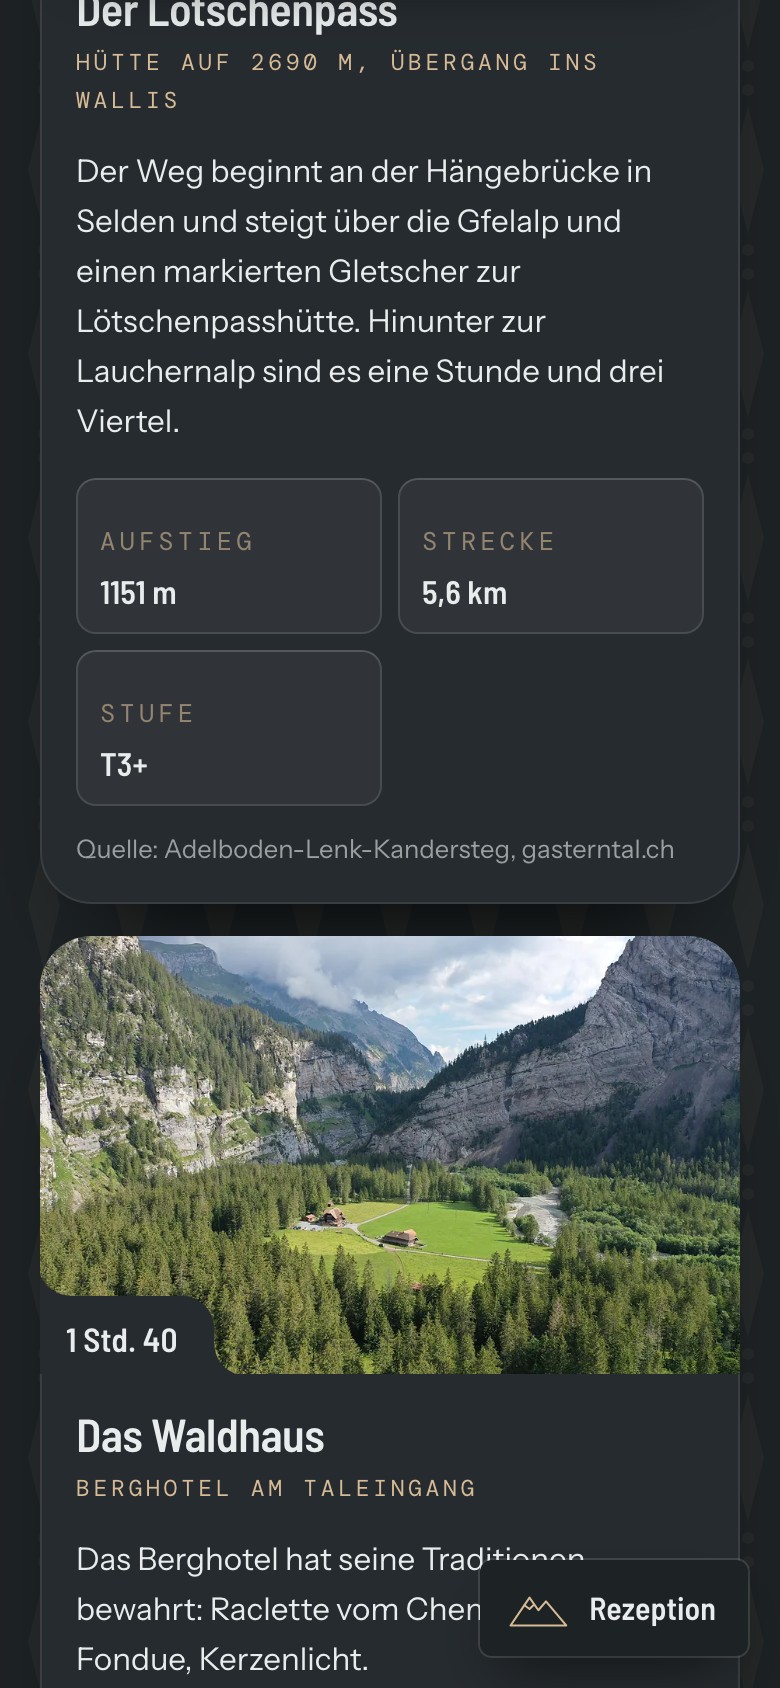 Der Lötschenpass
HÜTTE AUF 2690 M, ÜBERGANG INS
WALLIS
Der Weg beginnt an der Hängebrücke in
Selden und steigt über die Gfelalp und
einen markierten Gletscher zur
Lötschenpasshütte. Hinunter zur
Lauchernalp sind es eine Stunde und drei
Viertel.
AUFSTIEG
1151 m
STRECKE
5,6 km
STUFE
T3+
Quelle: Adelboden-Lenk-Kandersteg, gasterntal.ch
1 Std. 40
Das Waldhaus
BERGHOTEL AM TALEINGANG
Das Berghotel hat seine Traditionen
bewahrt: Raclette vom
Fondue, Kerzenlicht.
Rezeption